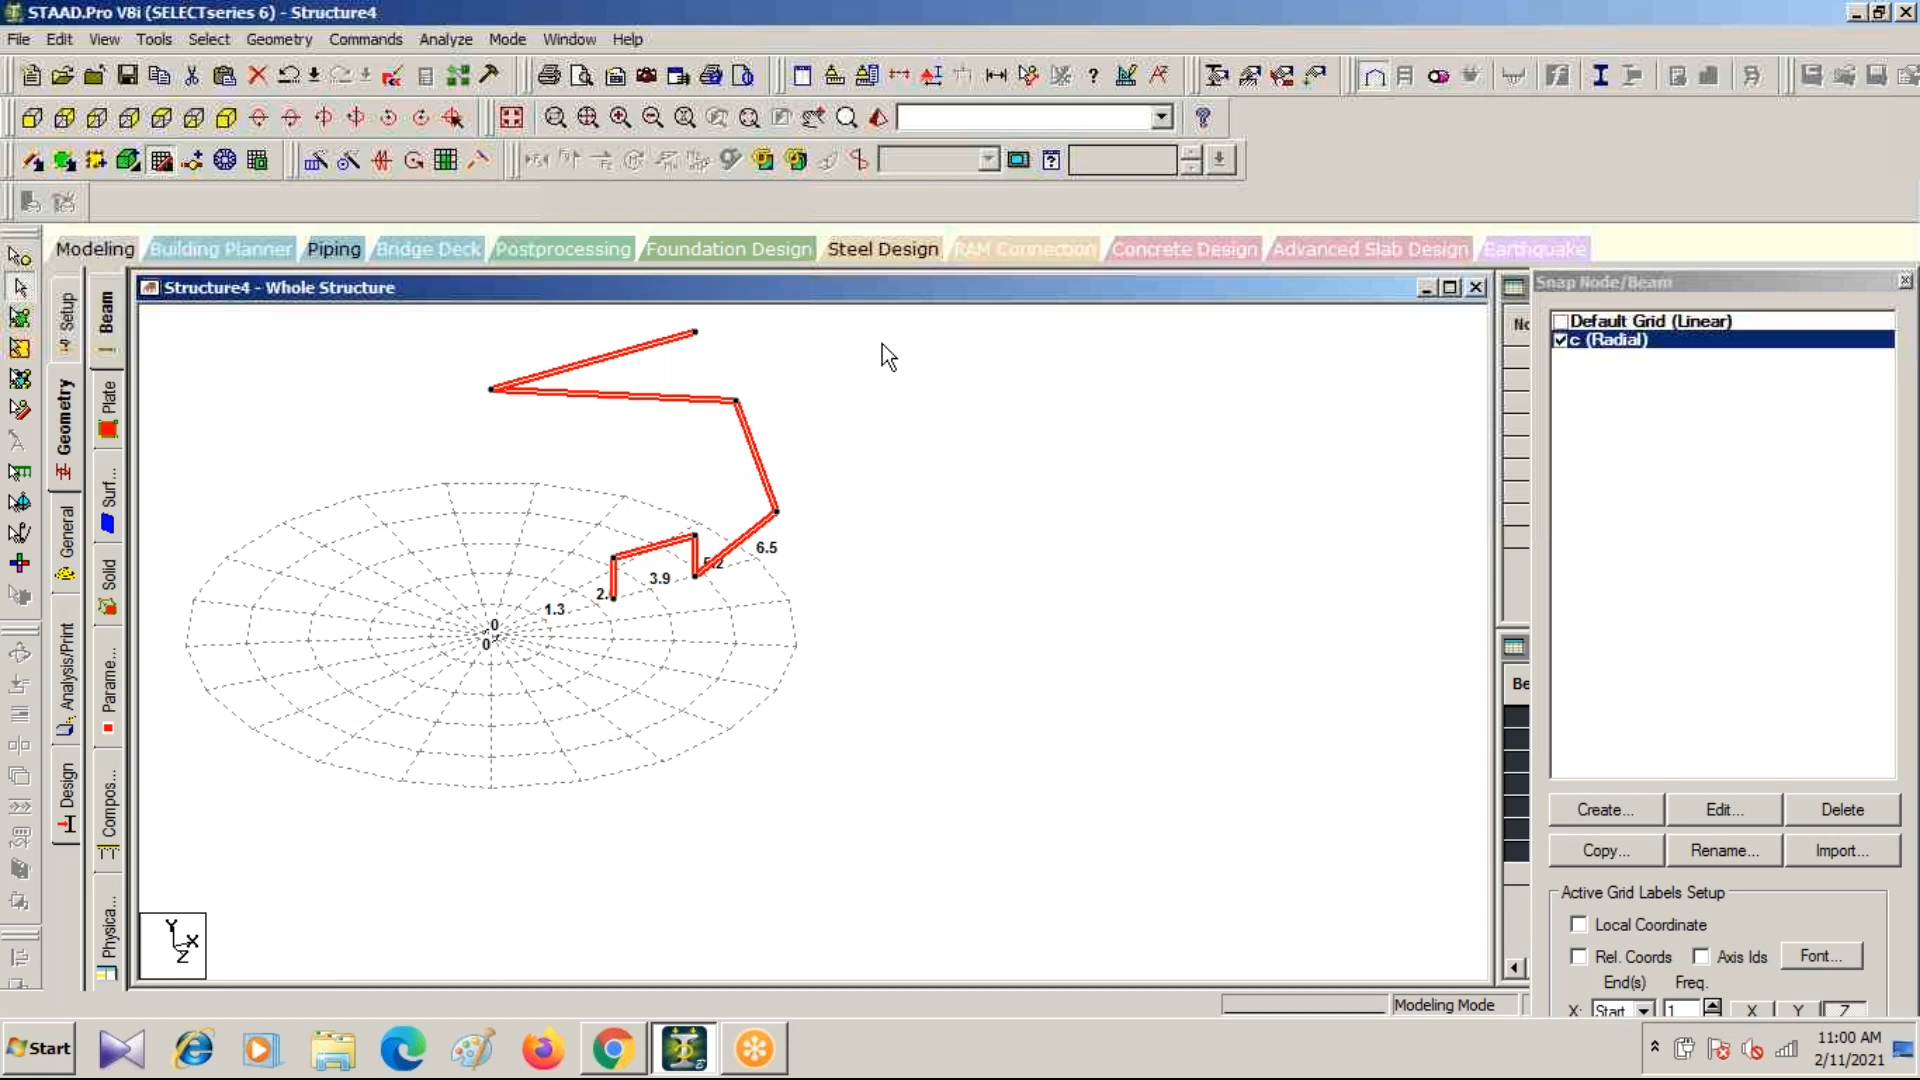 STAAD.Pro V8i (SELECTseries 6) - Structure4
File Edit View Tools Select Geometry Commands Analyze Mode Window Help
Modeling Building Planner Piping Bridge Deck Postprocessing Foundation Design Steel Design RAM Connection Concrete Design Advanced Slab Design Earthquake
Setup
Geometry
General
Analysis/Print
Design
Beam
Plate
Surf...
Solid
Parame...
Compos...
Physica...
Structure4 - Whole Structure
6.5
3.9
1.3
0
0
Y
X
Z
Be
Snap Node/Beam
Default Grid (Linear)
c (Radial)
Create... Edit... Delete
Copy... Rename... Import...
Active Grid Labels Setup
Local Coordinate
Rel. Coords Axis Ids Font...
End(s) Freq.
X: Start 1 X Y Z
Modeling Mode
Start
11:00 AM
2/11/2021